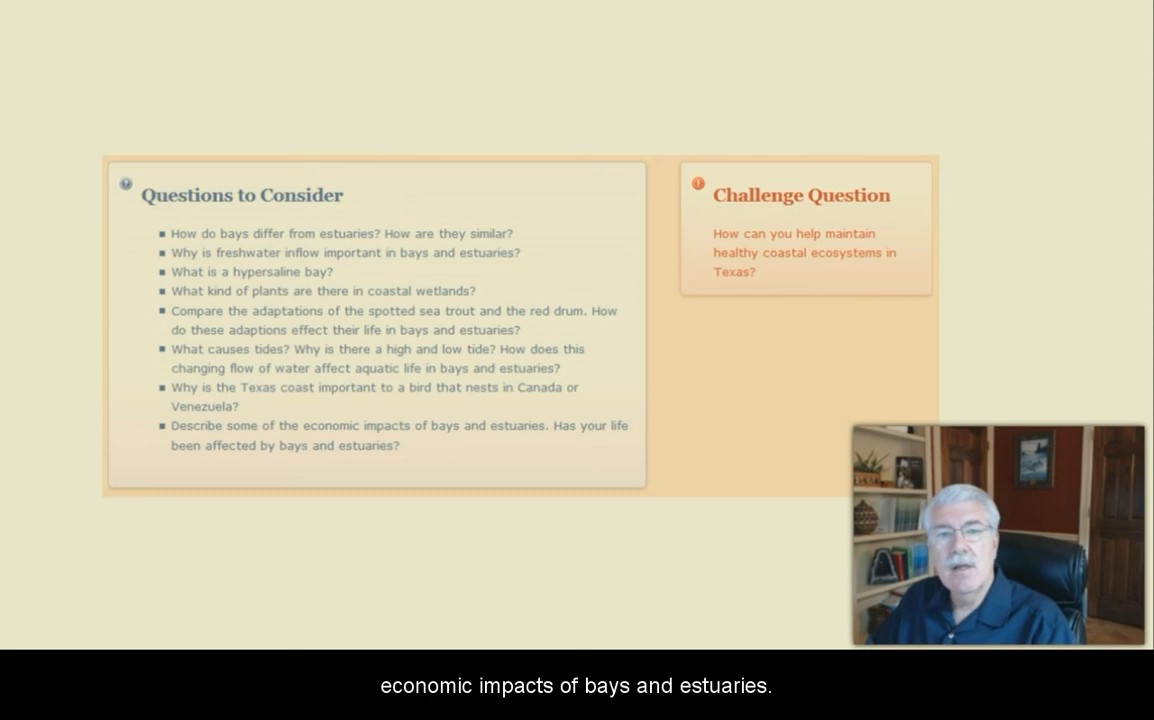 Questions to Consider
How do bays differ from estuaries? How are they similar?
Why is freshwater inflow important in bays and estuaries?
What is a hypersaline bay?
What kind of plants are there in coastal wetlands?
Compare the adaptations of the spotted sea trout and the red drum. How
do these adaptions effect their life in bays and estuaries?
What causes tides? Why is there a high and low tide? How does this
changing flow of water affect aquatic life in bays and estuaries?
Why is the Texas coast important to a bird that nests in Canada or
Venezuela?
Describe some of the economic impacts of bays and estuaries. Has your life
been affected by bays and estuaries?
Challenge Question
How can you help maintain
healthy coastal ecosystems in
Texas?
economic impacts of bays and estuaries.